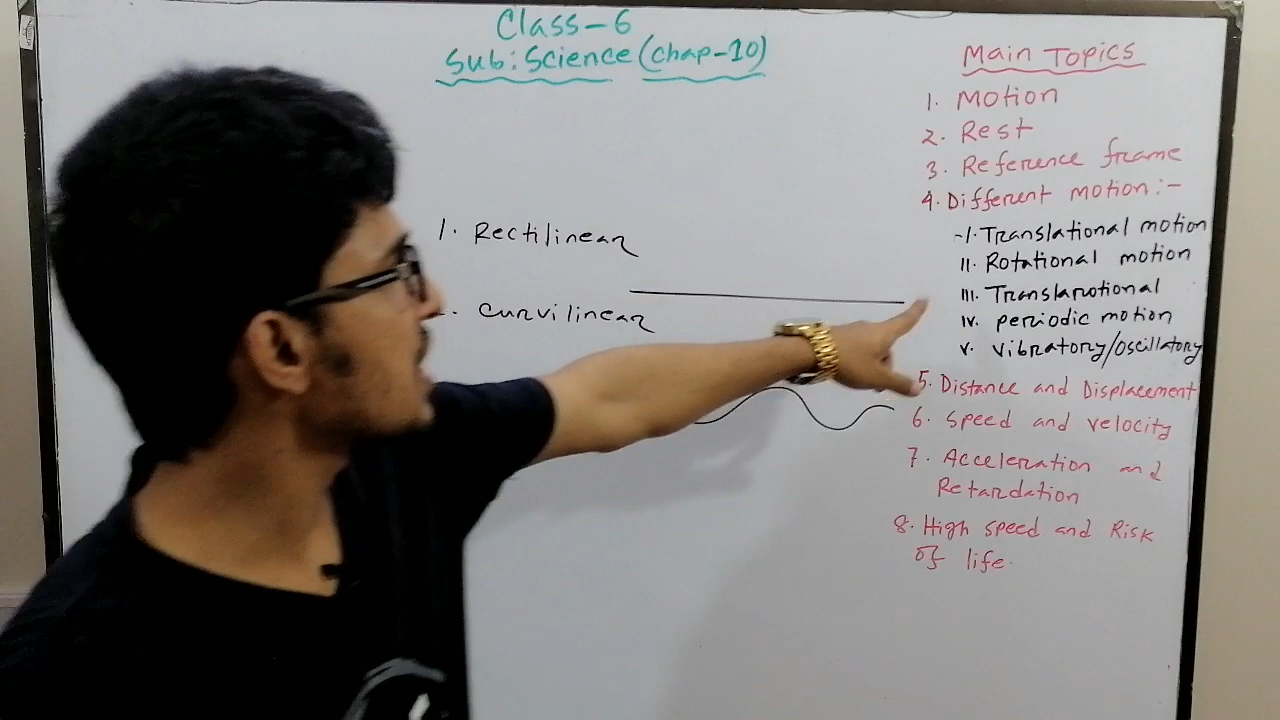 Class-6
Sub: Science (chap-10)
1. Rectilinear
. curvilinear
Main Topics
1. Motion
2. Rest
3. Reference frame
4. Different motion:-
-1. Translational motion
II. Rotational motion
III. Translarotional
IV. periodic motion
V. vibratory/oscillatory
5. Distance and Displacement
6. Speed and velocity
7. Acceleration and
Retardation
8. High speed and Risk
of life.